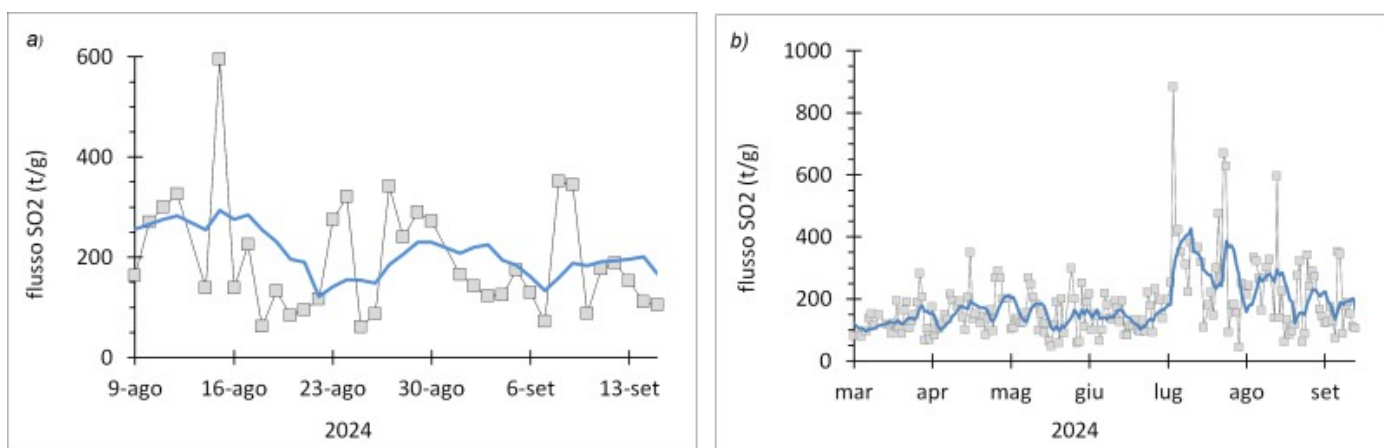 a)
600
400
200
0
flusso SO2 (t/g)
9-ago 16-ago 23-ago 30-ago 6-set 13-set
2024
b)
1000
800
600
400
200
0
flusso SO2 (t/g)
mar apr mag giu lug ago set
2024